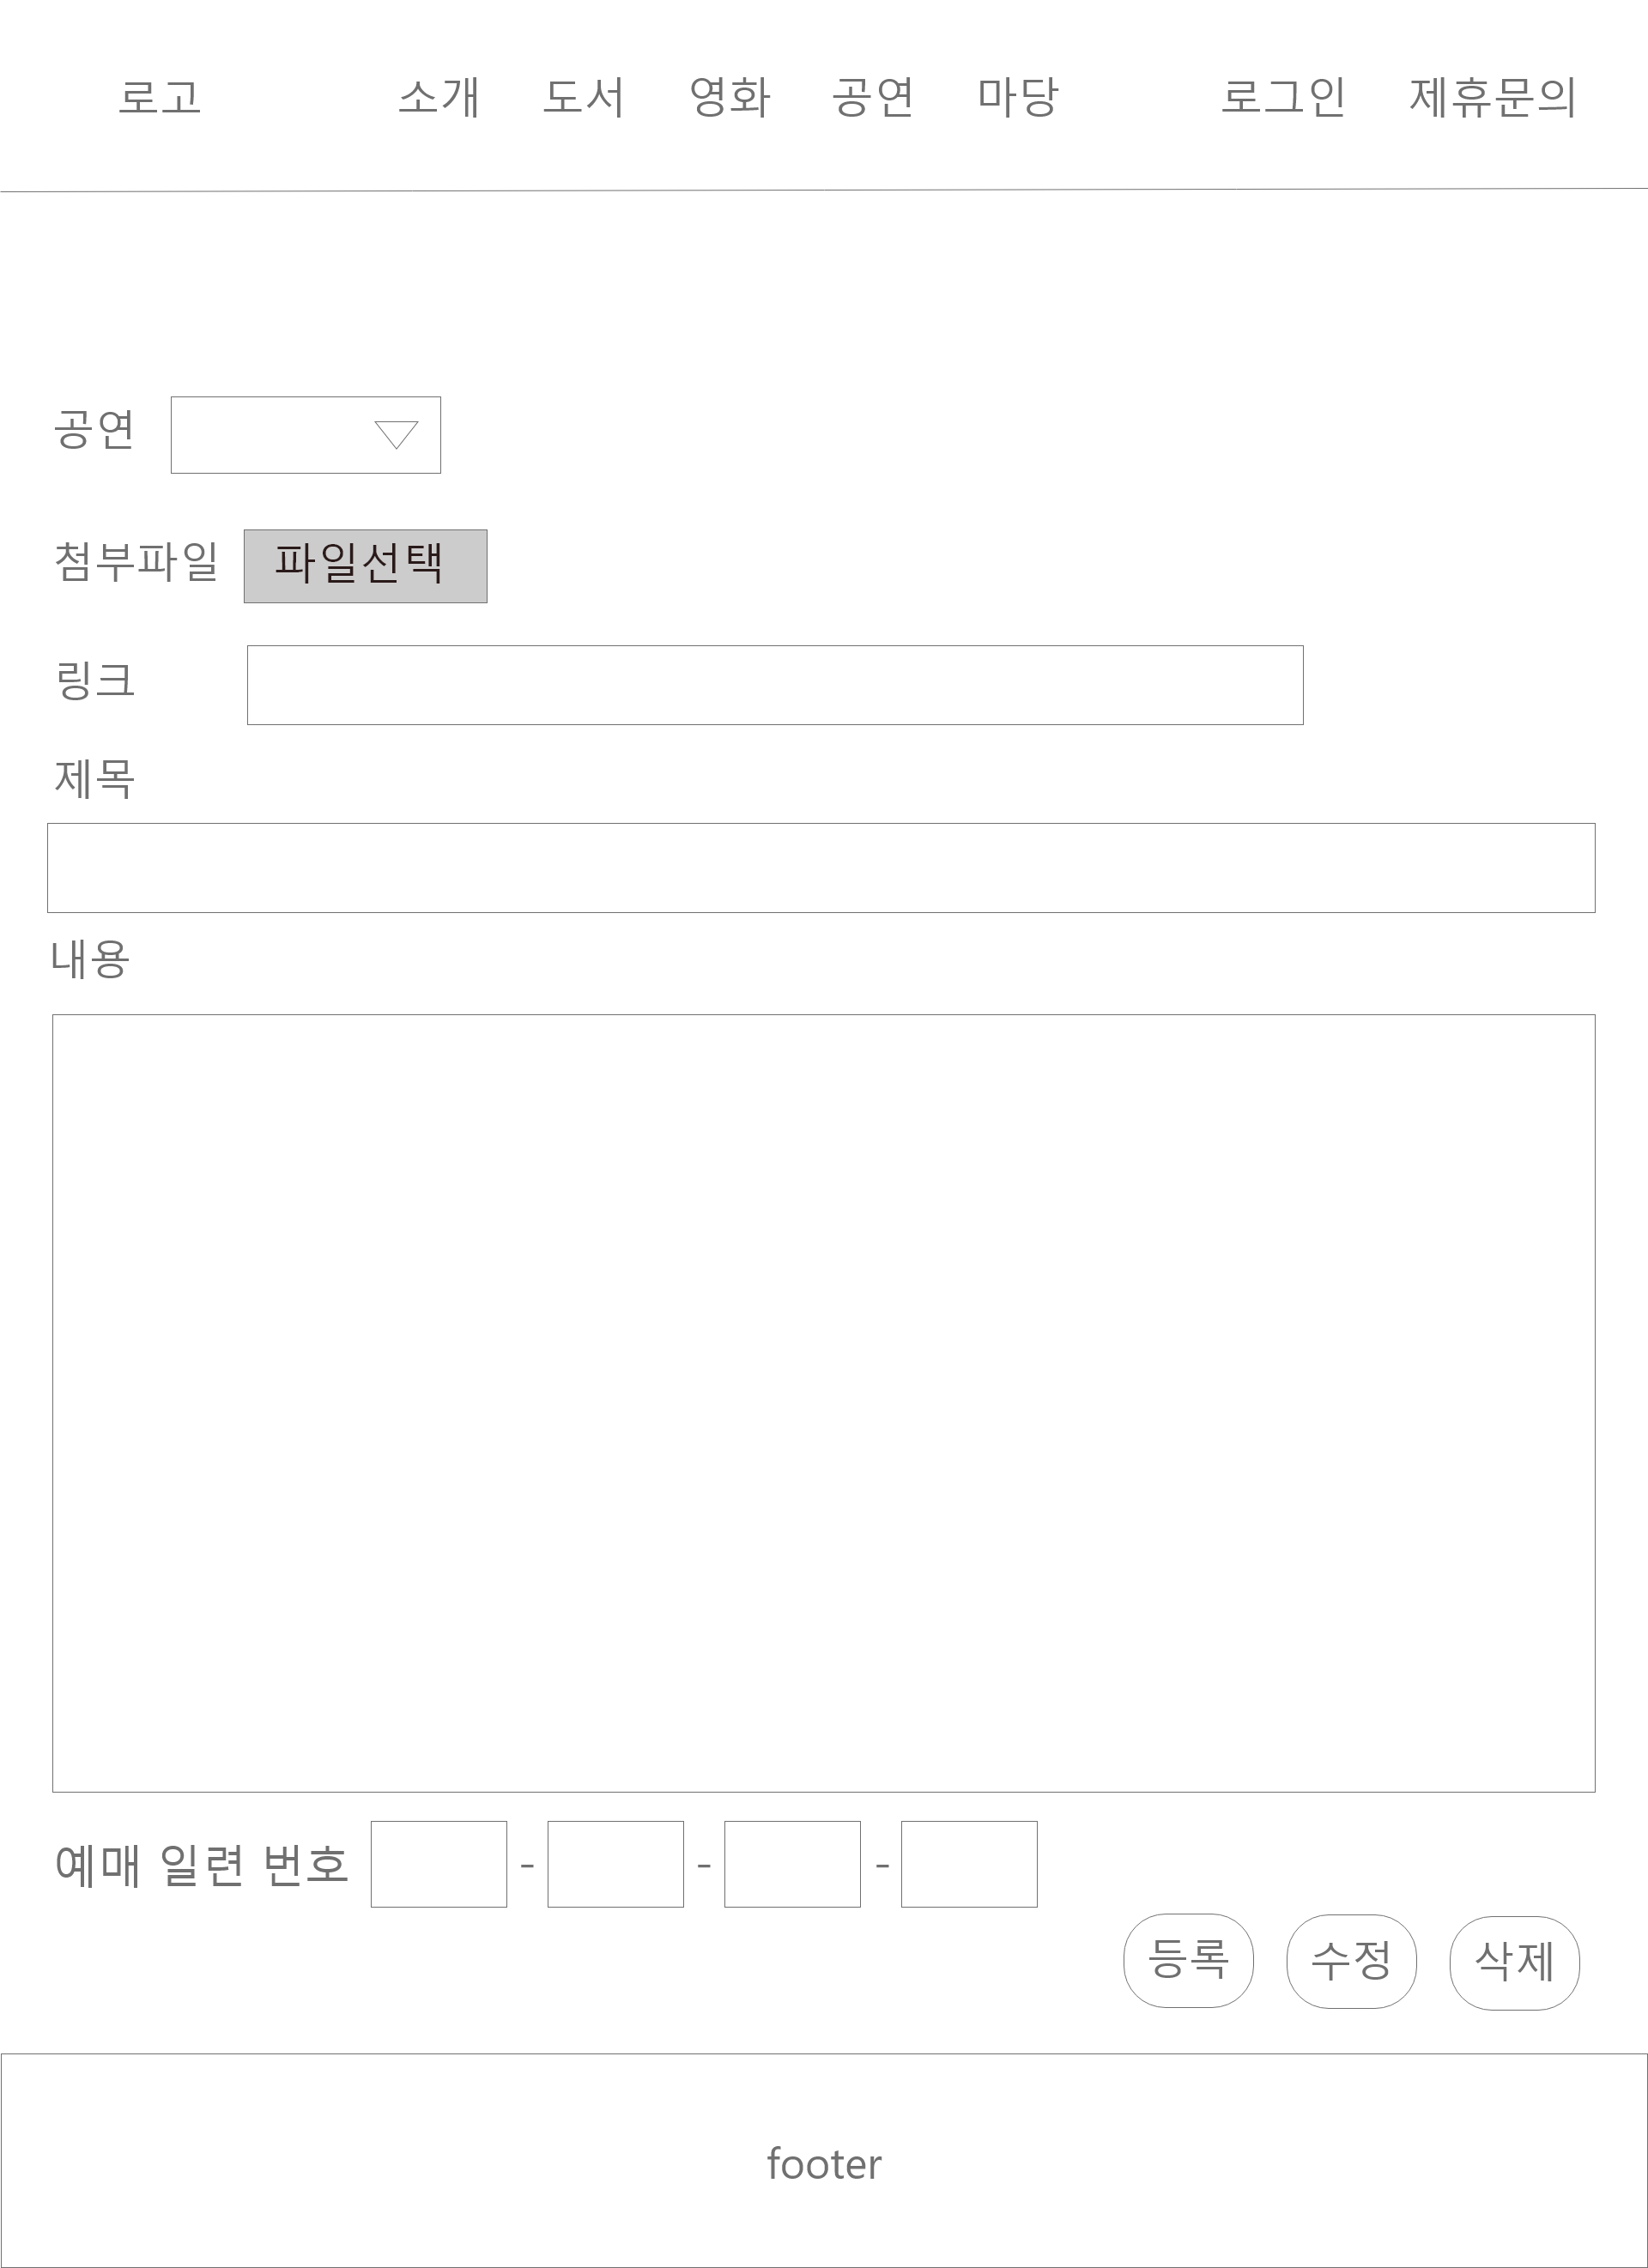 로고 소개 도서 영화 공연 마당 로그인 제휴문의
공연
첨부파일 파일선택
링크
제목
내용
예매 일련 번호 - - -
등록 수정 삭제
footer